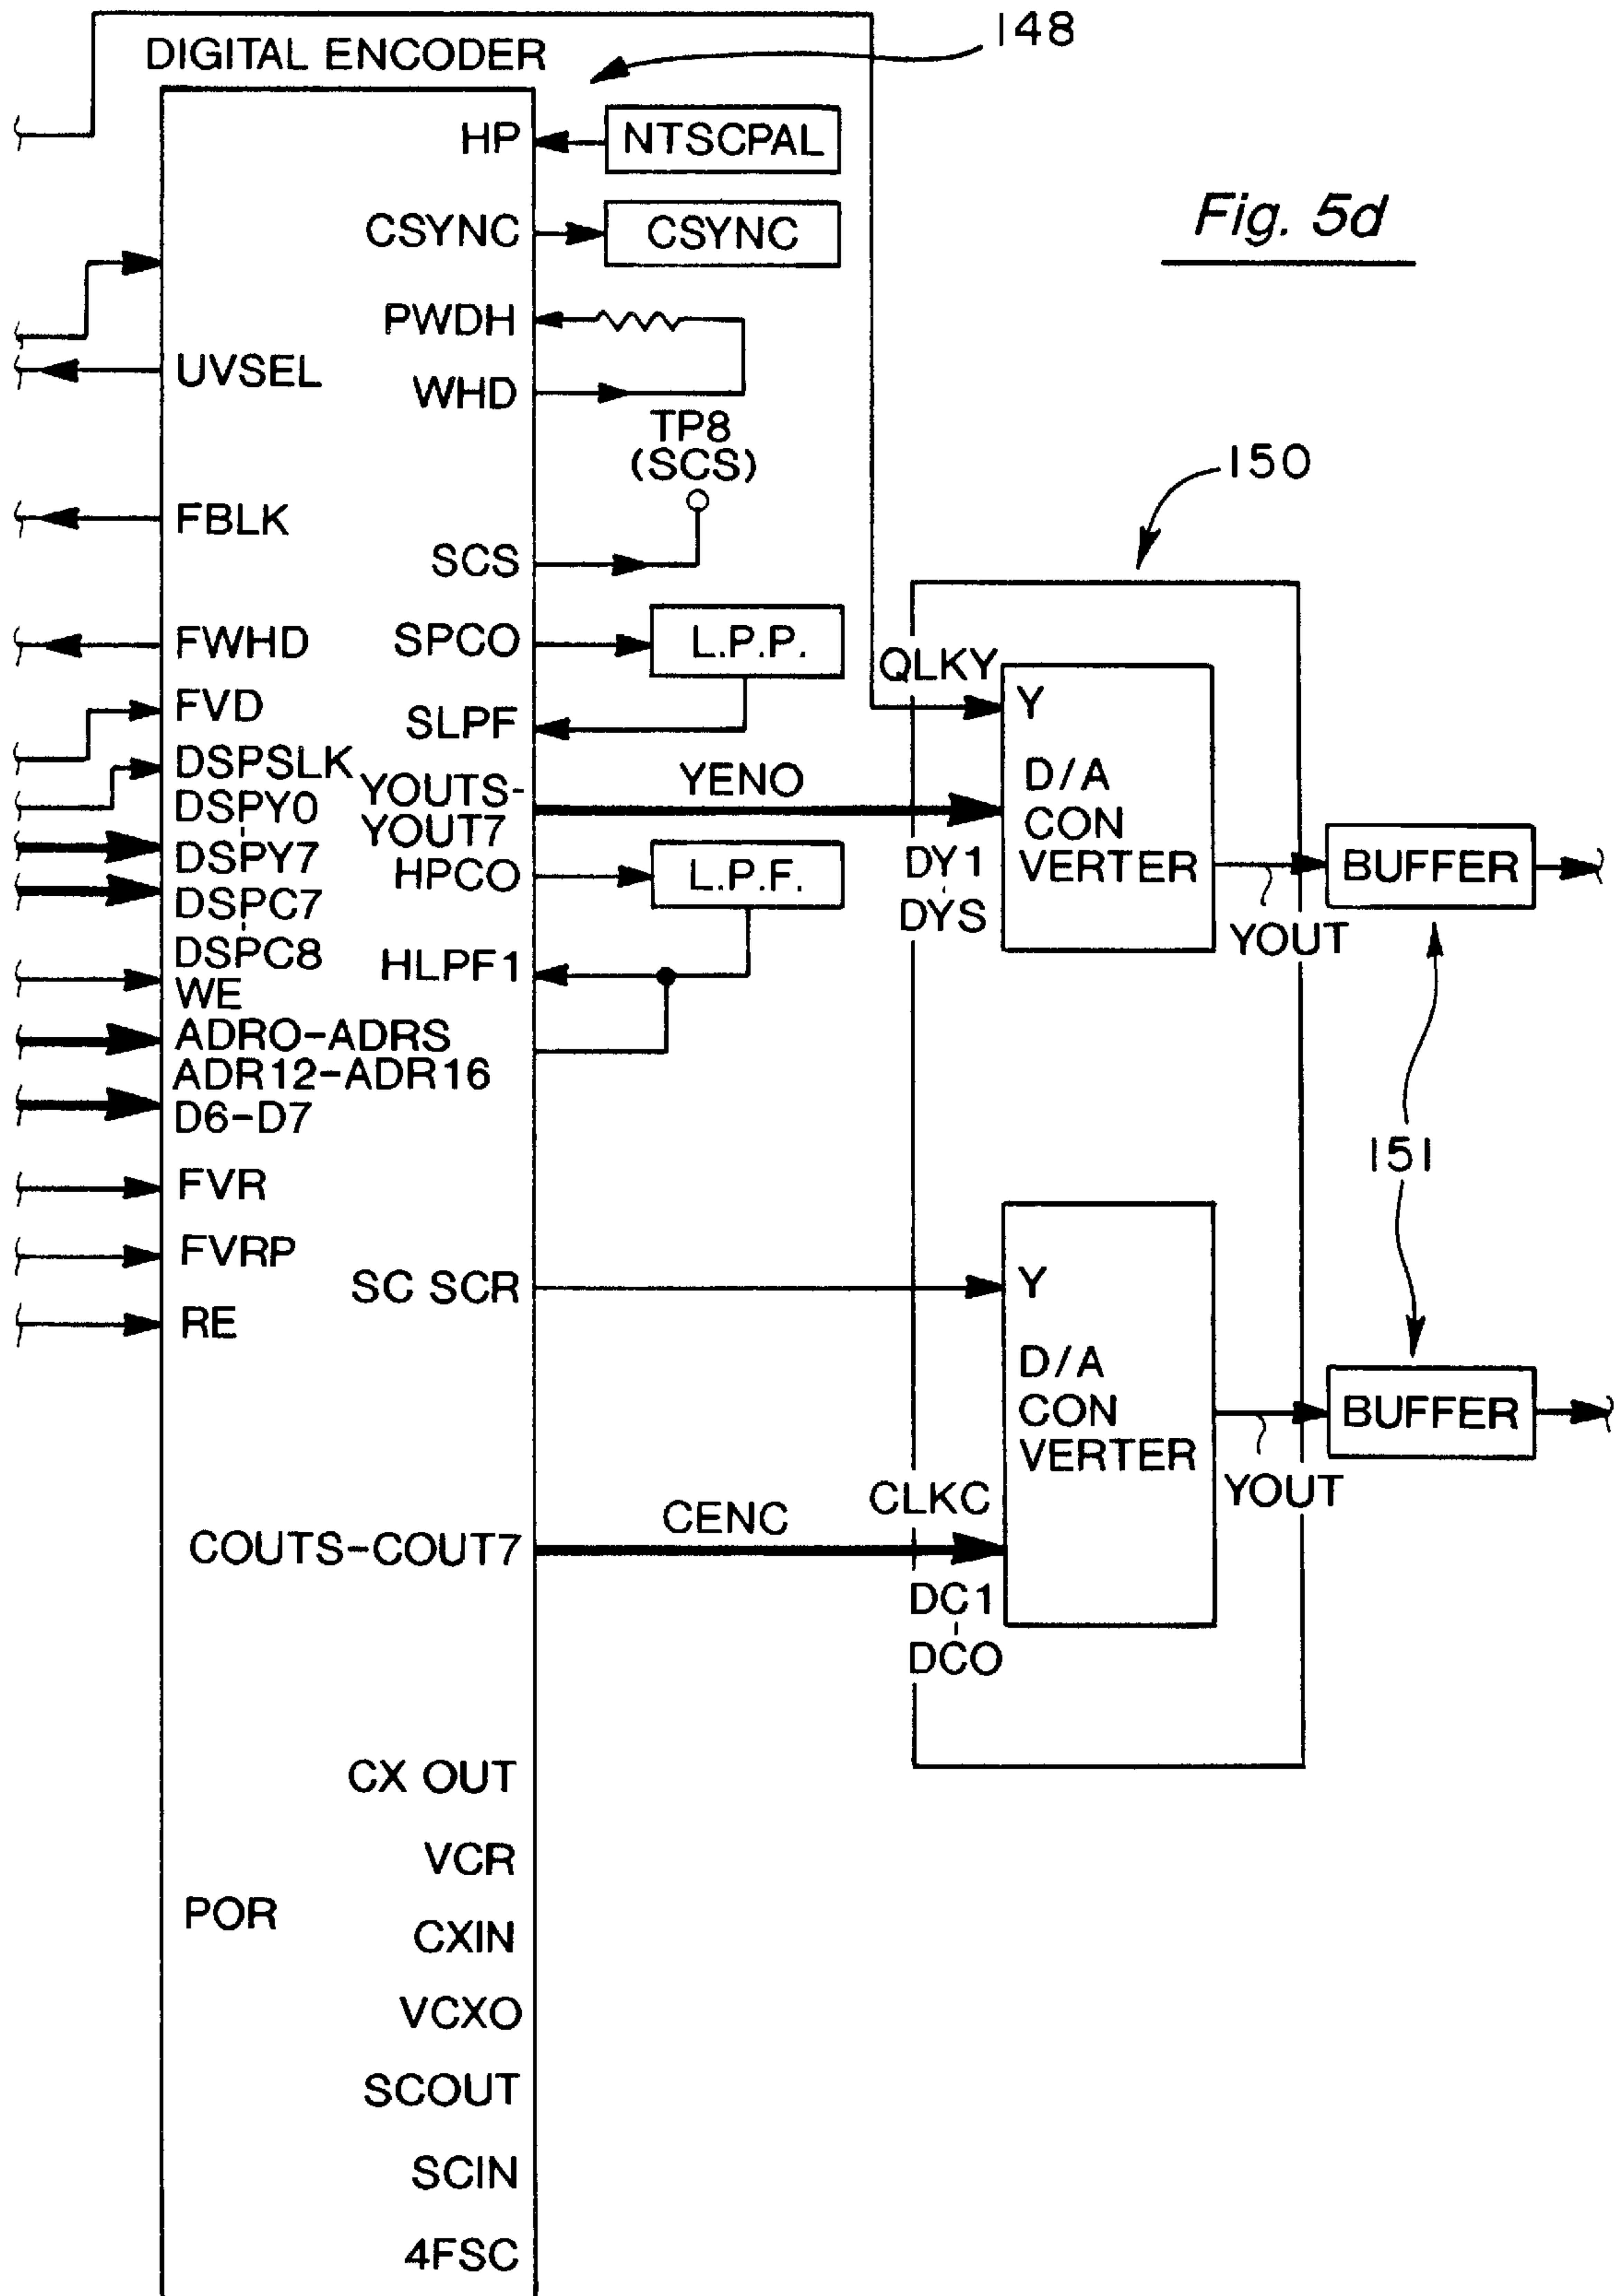 148
DIGITAL ENCODER
HP
NTSCPAL
CSYNC
CSYNC
Fig. 5d
PWDH
UVSEL
WHD
TP8
(SCS)
150
FBLK
SCS
FWHD
SPCO
L.P.P.
QLKY
Y
FVD
SLPF
DSPSLK
DSPY0
DSPY7
YOUTS-
YOUT7
YENO
D/A
CON
VERTER
DSPC7
DSPC8
HPCO
L.P.F.
DY1
DYS
BUFFER
YOUT
HLPF1
WE
ADRO-ADRS
ADR12-ADR16
D6-D7
151
FVR
FVRP
SC SCR
Y
RE
D/A
CON
VERTER
BUFFER
YOUT
CLKC
CENC
COUTS-COUT7
DC1
DCO
CX OUT
VCR
POR
CXIN
VCXO
SCOUT
SCIN
4FSC